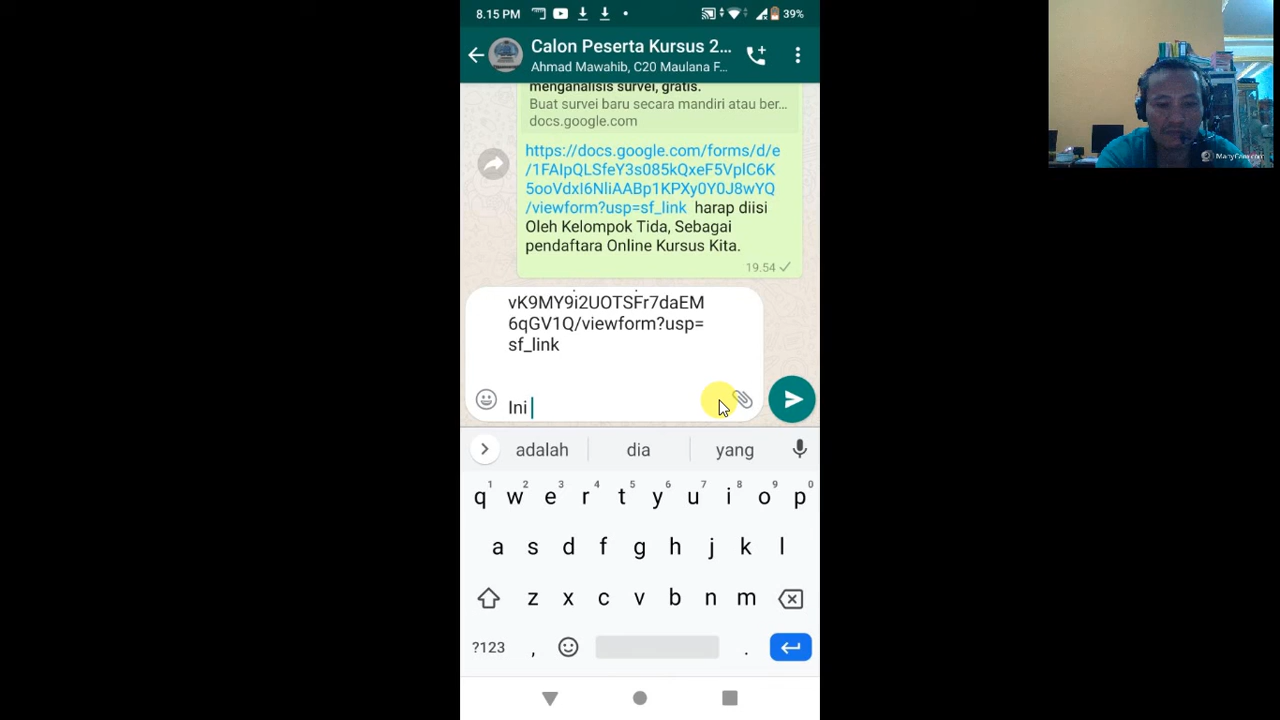 8.15 PM
39%
Calon Peserta Kursus 2...
Ahmad Mawahib, C20 Maulana F...
menganalisis survei, gratis.
Buat survei baru secara mandiri atau ber...
docs.google.com
https://docs.google.com/forms/d/e
/1FAIpQLSfeY3s085kQxeF5VplC6K
5ooVdxI6NliAABp1KPXy0Y0J8wYQ
/viewform?usp=sf_link harap diisi
Oleh Kelompok Tida, Sebagai
pendaftara Online Kursus Kita.
19.54
vK9MY9i2UOTSFr7daEM
6qGV1Q/viewform?usp=
sf_link
Ini
adalah dia yang
1 2 3 4 5 6 7 8 9 0
q w e r t y u i o p
a s d f g h j k l
z x c v b n m
?123 , .
ManyCam.com